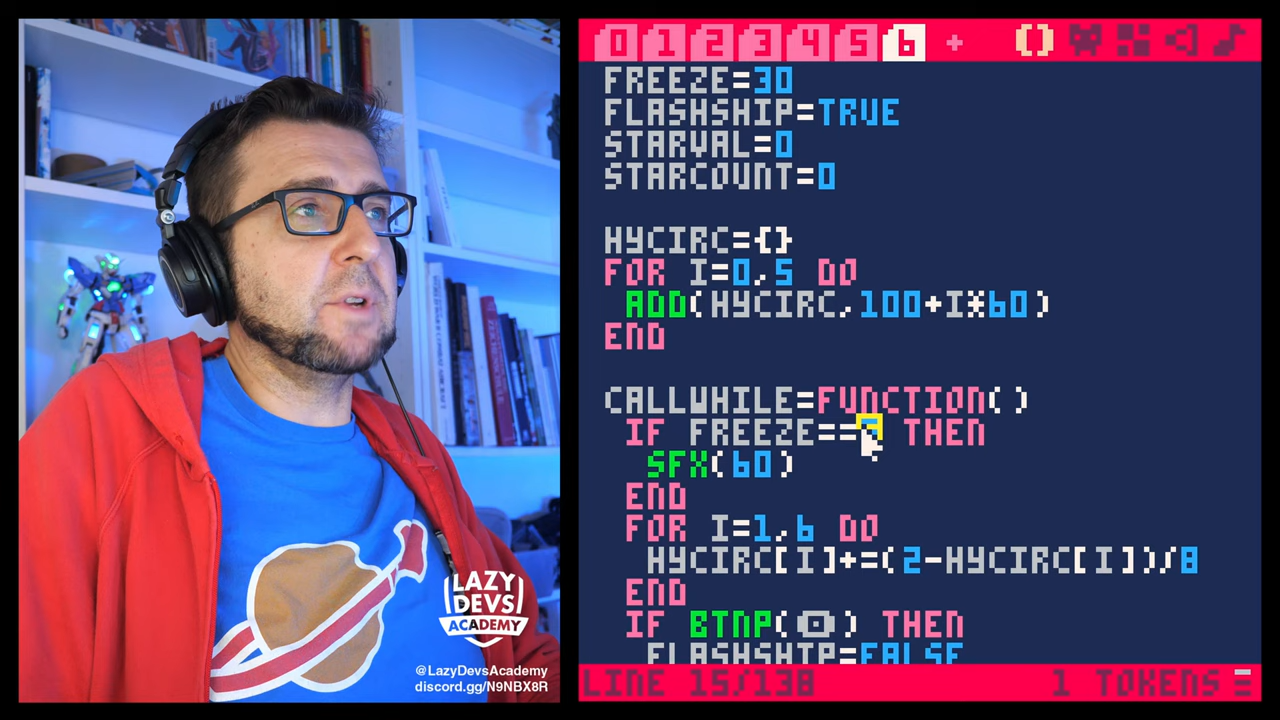 LAZY
DEVS
ACADEMY
@LazyDevsAcademy
discord.gg/N9NBX8R
0 1 2 3 4 5 6 +
FREEZE=30
FLASHSHIP=TRUE
STARVAL=0
STARCOUNT=0
HYCIRC={}
FOR I=0,5 DO
ADD(HYCIRC,100+I*60)
END
CALLWHILE=FUNCTION()
IF FREEZE== THEN
SFX(60)
END
FOR I=1,6 DO
HYCIRC[I]+=(2-HYCIRC[I])/8
END
IF BTNP(🅾️) THEN
FLASHSHIP=FALSE
LINE 15/138
1 TOKENS